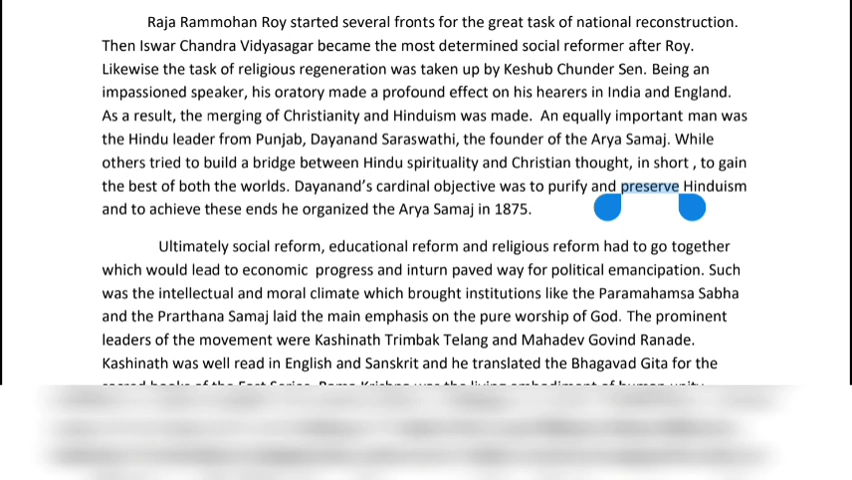 Raja Rammohan Roy started several fronts for the great task of national reconstruction.
Then Iswar Chandra Vidyasagar became the most determined social reformer after Roy.
Likewise the task of religious regeneration was taken up by Keshub Chunder Sen. Being an
impassioned speaker, his oratory made a profound effect on his hearers in India and England.
As a result, the merging of Christianity and Hinduism was made.  An equally important man was
the Hindu leader from Punjab, Dayanand Saraswathi, the founder of the Arya Samaj. While
others tried to build a bridge between Hindu spirituality and Christian thought, in short , to gain
the best of both the worlds. Dayanand’s cardinal objective was to purify and preserve Hinduism
and to achieve these ends he organized the Arya Samaj in 1875.
Ultimately social reform, educational reform and religious reform had to go together
which would lead to economic  progress and inturn paved way for political emancipation. Such
was the intellectual and moral climate which brought institutions like the Paramahamsa Sabha
and the Prarthana Samaj laid the main emphasis on the pure worship of God. The prominent
leaders of the movement were Kashinath Trimbak Telang and Mahadev Govind Ranade.
Kashinath was well read in English and Sanskrit and he translated the Bhagavad Gita for the